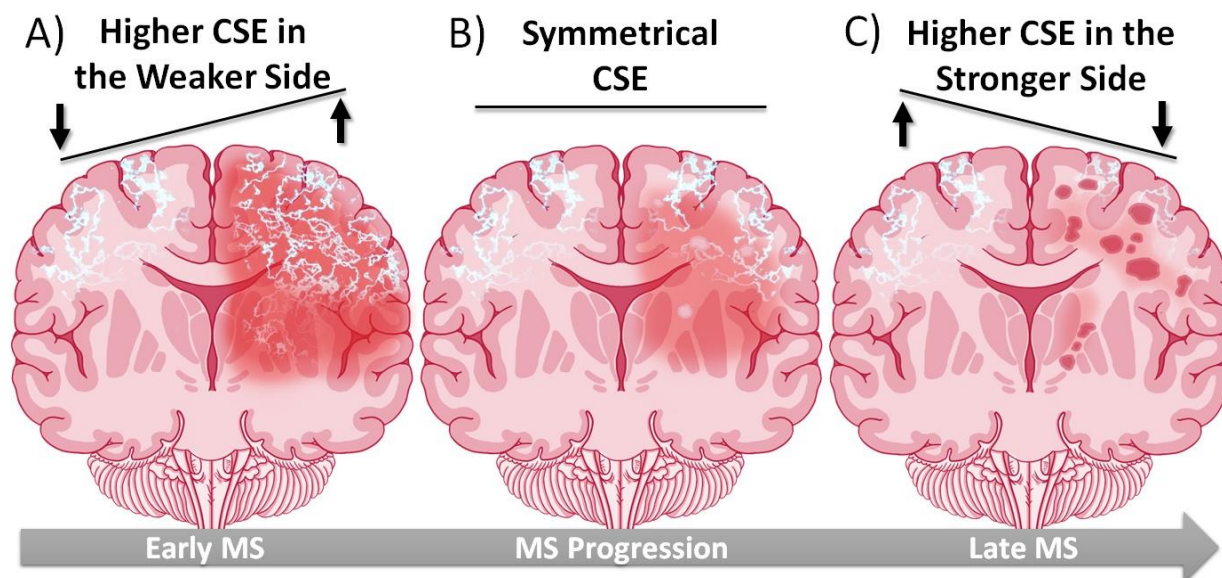 A) Higher CSE in
the Weaker Side
B) Symmetrical
CSE
C) Higher CSE in the
Stronger Side
Early MS
MS Progression
Late MS